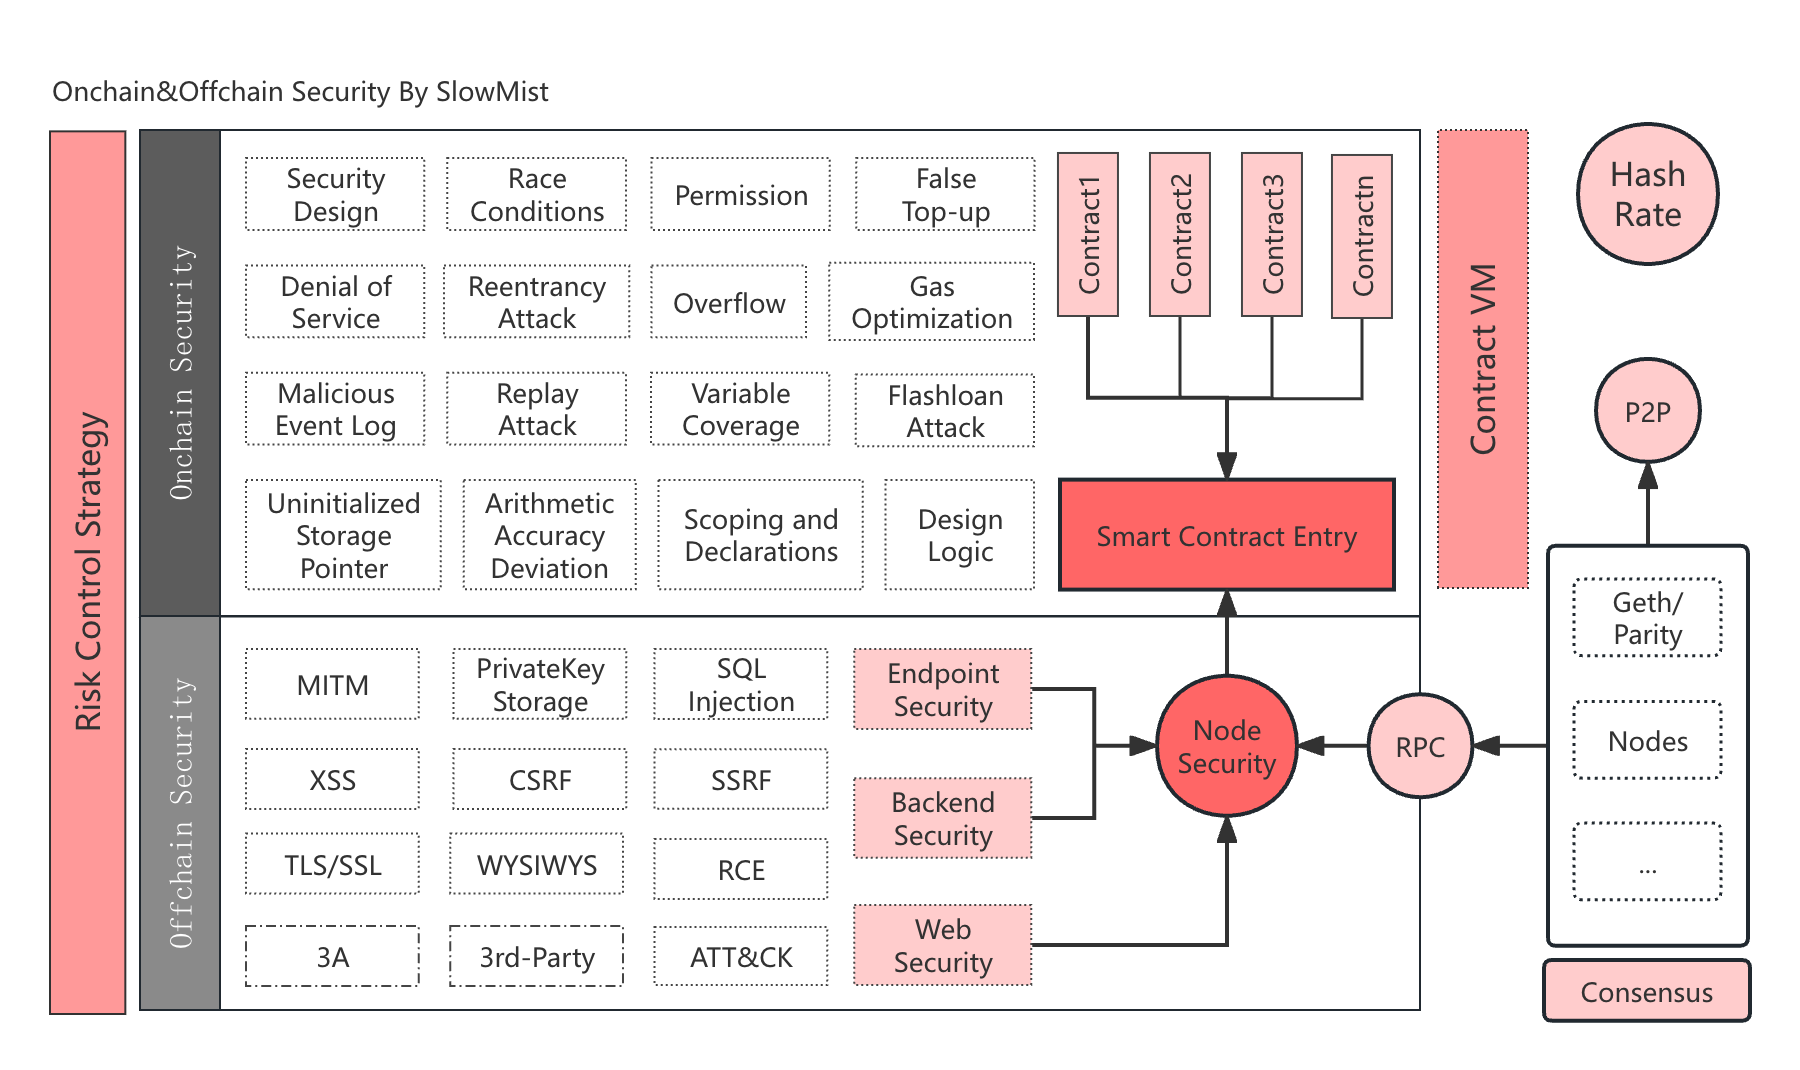 Onchain&Offchain Security By SlowMist
Risk Control Strategy
Onchain Security
Security
Design
Race
Conditions
Permission
False
Top-up
Denial of
Service
Reentrancy
Attack
Overflow
Gas
Optimization
Malicious
Event Log
Replay
Attack
Variable
Coverage
Flashloan
Attack
Uninitialized
Storage
Pointer
Arithmetic
Accuracy
Deviation
Scoping and
Declarations
Design
Logic
Contract1
Contract2
Contract3
Contractn
Smart Contract Entry
Contract VM
Hash
Rate
P2P
Offchain Security
MITM
PrivateKey
Storage
SQL
Injection
Endpoint
Security
XSS
CSRF
SSRF
Backend
Security
TLS/SSL
WYSIWYS
RCE
3A
3rd-Party
ATT&CK
Web
Security
Node
Security
RPC
Geth/
Parity
Nodes
...
Consensus